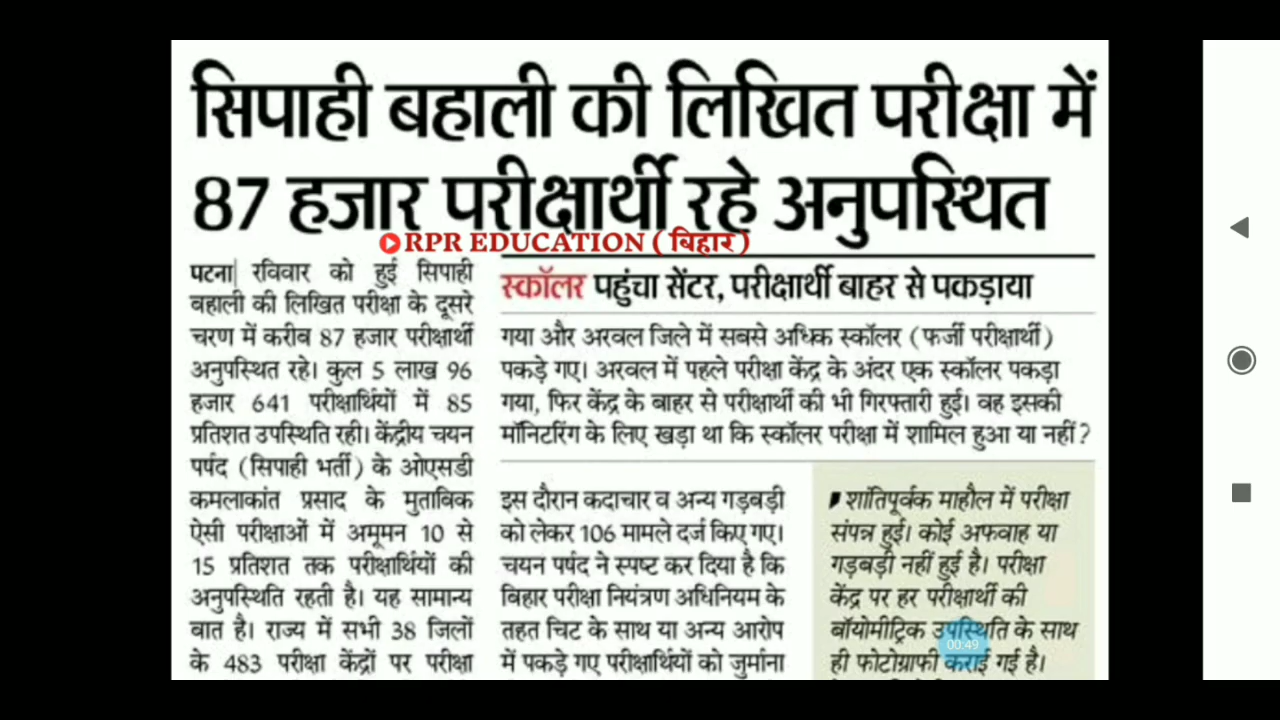 सिपाही बहाली की लिखित परीक्षा में
87 हजार परीक्षार्थी रहे अनुपस्थित
RPR EDUCATION ( बिहार )
पटना| रविवार को हुई सिपाही
बहाली की लिखित परीक्षा के दूसरे
चरण में करीब 87 हजार परीक्षार्थी
अनुपस्थित रहे। कुल 5 लाख 96
हजार 641 परीक्षार्थियों में 85
प्रतिशत उपस्थिति रही। केंद्रीय चयन
पर्षद (सिपाही भर्ती) के ओएसडी
कमलाकांत प्रसाद के मुताबिक
ऐसी परीक्षाओं में अमूमन 10 से
15 प्रतिशत तक परीक्षार्थियों की
अनुपस्थिति रहती है। यह सामान्य
बात है। राज्य में सभी 38 जिलों
के 483 परीक्षा केंद्रों पर परीक्षा
स्कॉलर पहुंचा सेंटर, परीक्षार्थी बाहर से पकड़ाया
गया और अरवल जिले में सबसे अधिक स्कॉलर (फर्जी परीक्षार्थी)
पकड़े गए। अरवल में पहले परीक्षा केंद्र के अंदर एक स्कॉलर पकड़ा
गया, फिर केंद्र के बाहर से परीक्षार्थी की भी गिरफ्तारी हुई। वह इसकी
मॉनिटरिंग के लिए खड़ा था कि स्कॉलर परीक्षा में शामिल हुआ या नहीं?
इस दौरान कदाचार व अन्य गड़बड़ी
को लेकर 106 मामले दर्ज किए गए।
चयन पर्षद ने स्पष्ट कर दिया है कि
बिहार परीक्षा नियंत्रण अधिनियम के
तहत चिट के साथ या अन्य आरोप
में पकड़े गए परीक्षार्थियों को जुर्माना
शांतिपूर्वक माहौल में परीक्षा
संपन्न हुई। कोई अफवाह या
गड़बड़ी नहीं हुई है। परीक्षा
केंद्र पर हर परीक्षार्थी की
बॉयोमीट्रिक उपस्थिति के साथ
ही फोटोग्राफी कराई गई है।
00:49